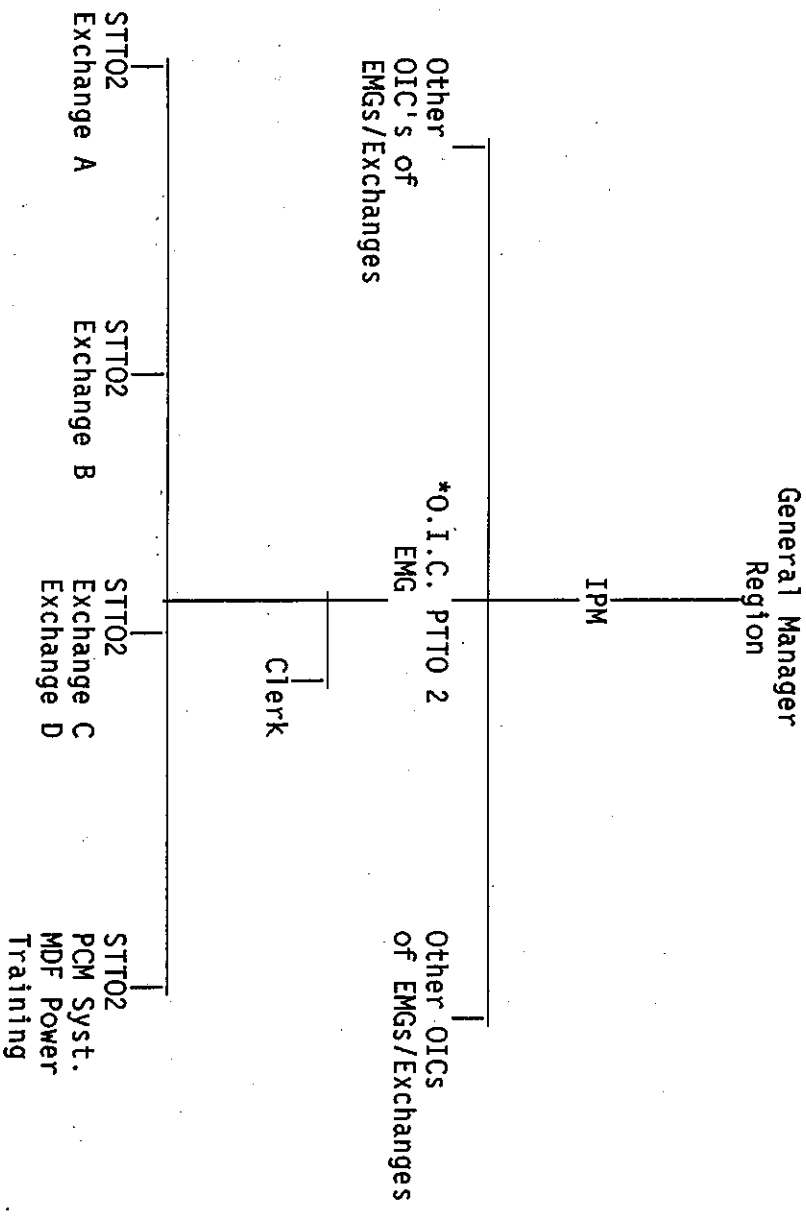 General Manager
Region
IPM
Other
OIC's of
EMGs/Exchanges
*O.I.C. PTTO 2
EMG
Other OICs
of EMGs/Exchanges
Clerk
STTO2
Exchange A
STTO2
Exchange B
STTO2
Exchange C
Exchange D
STTO2
PCM Syst.
MDF Power
Training